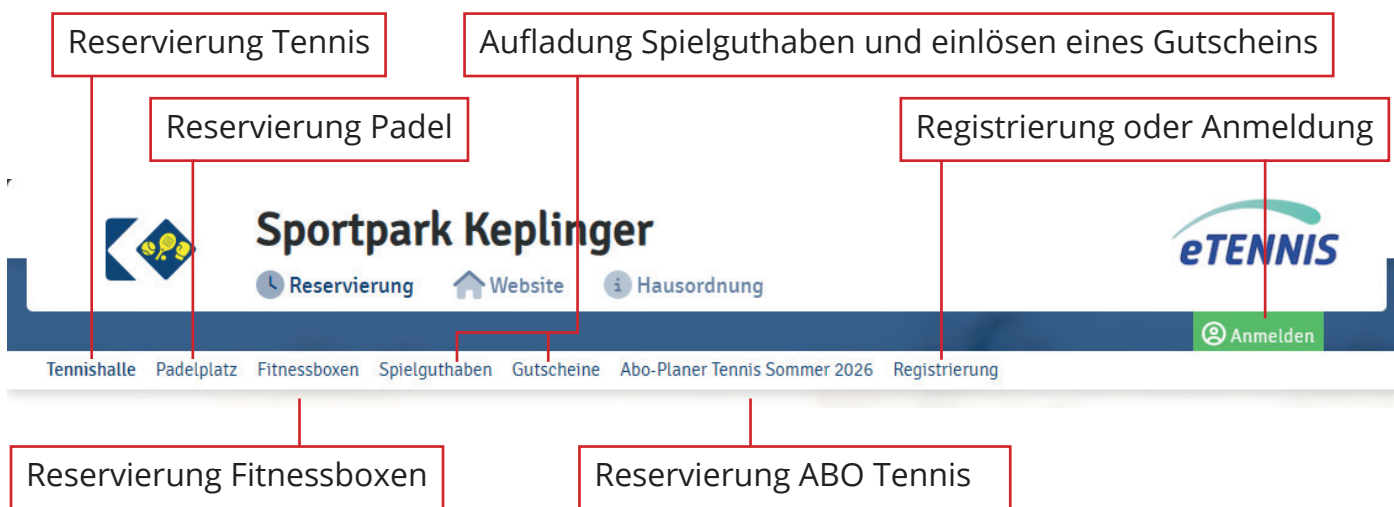 Reservierung Tennis
Aufladung Spielguthaben und einlösen eines Gutscheins
Reservierung Padel
Registrierung oder Anmeldung
Sportpark Keplinger
eTENNIS
Reservierung Website Hausordnung
Anmelden
Tennishalle Padelplatz Fitnessboxen Spielguthaben Gutscheine Abo-Planer Tennis Sommer 2026 Registrierung
Reservierung Fitnessboxen
Reservierung ABO Tennis